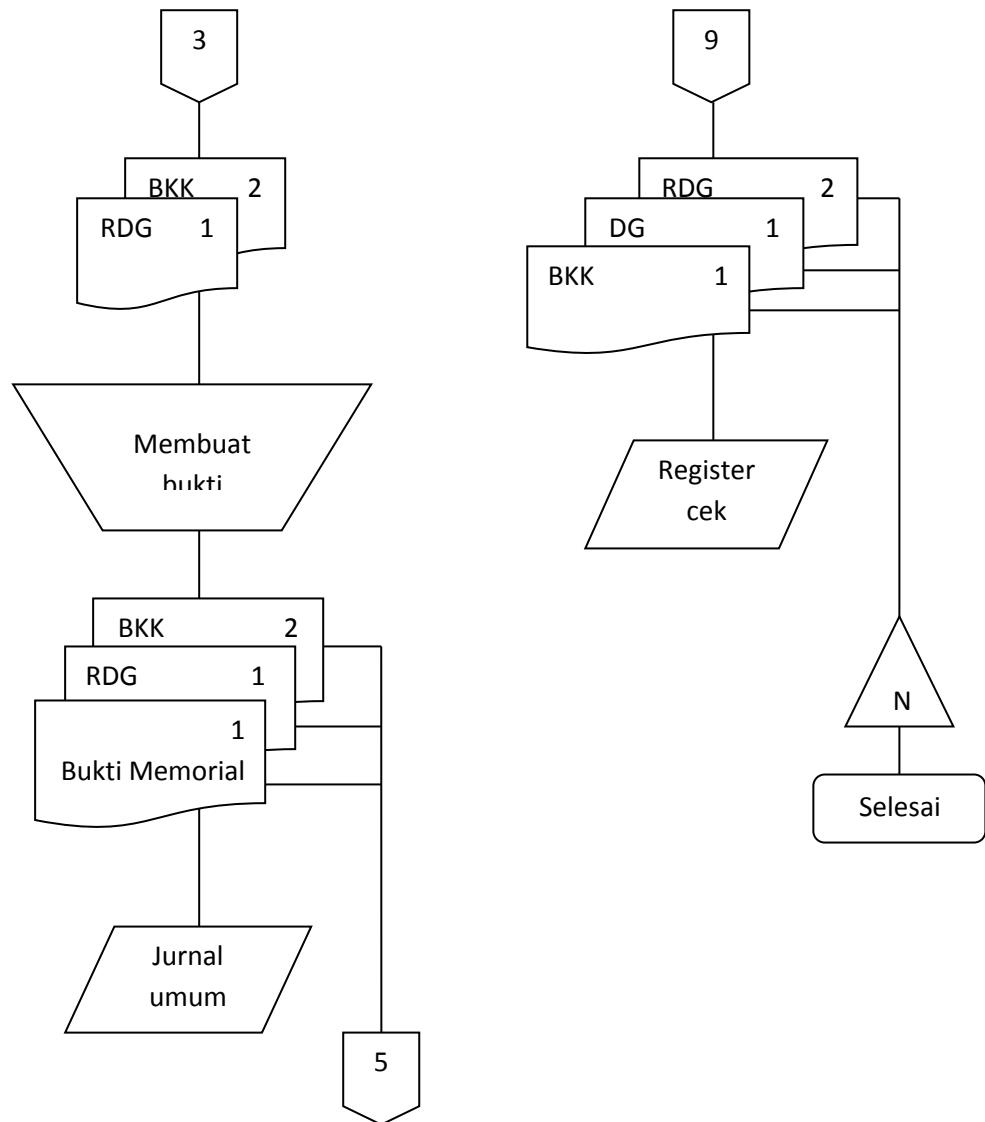 3
BKK 2
RDG 1
Membuat
bukti
BKK 2
RDG 1
1
Bukti Memorial
Jurnal
umum
5
9
RDG 2
DG 1
BKK 1
Register
cek
N
Selesai